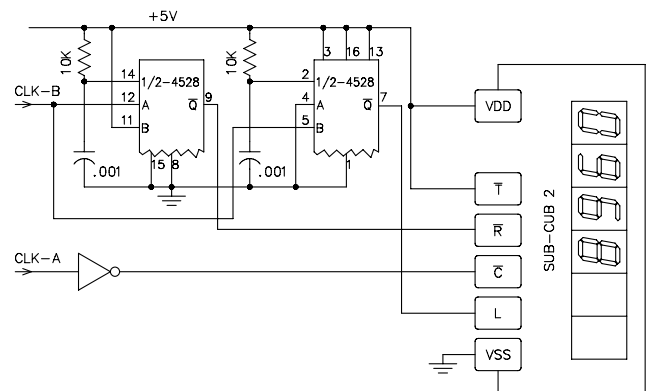 +5V
10K
10K
3
16
13
14
1/2-4528
2
1/2-4528
CLK-B
12
A
Q̅
9
4
A
Q̅
7
VDD
11
B
5
B
15
8
1
.001
.001
T̅
R̅
CLK-A
C̅
L
VSS
SUB-CUB 2
0968